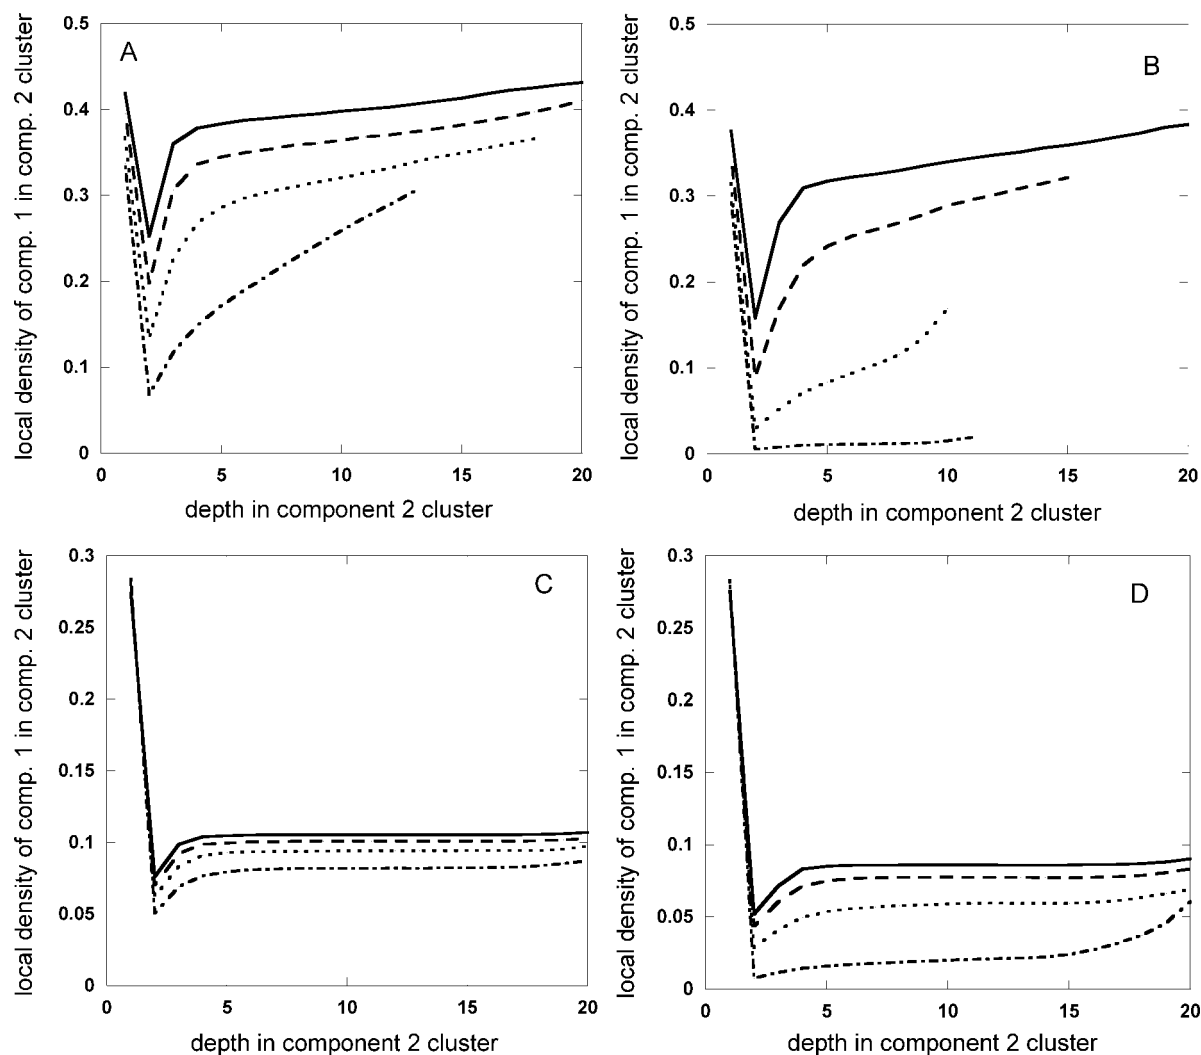 A
local density of comp. 1 in comp. 2 cluster
0.5
0.4
0.3
0.2
0.1
0
0 5 10 15 20
depth in component 2 cluster
B
local density of comp. 1 in comp. 2 cluster
0.5
0.4
0.3
0.2
0.1
0
0 5 10 15 20
depth in component 2 cluster
C
local density of comp. 1 in comp. 2 cluster
0.3
0.25
0.2
0.15
0.1
0.05
0
0 5 10 15 20
depth in component 2 cluster
D
local density of comp. 1 in comp. 2 cluster
0.3
0.25
0.2
0.15
0.1
0.05
0
0 5 10 15 20
depth in component 2 cluster